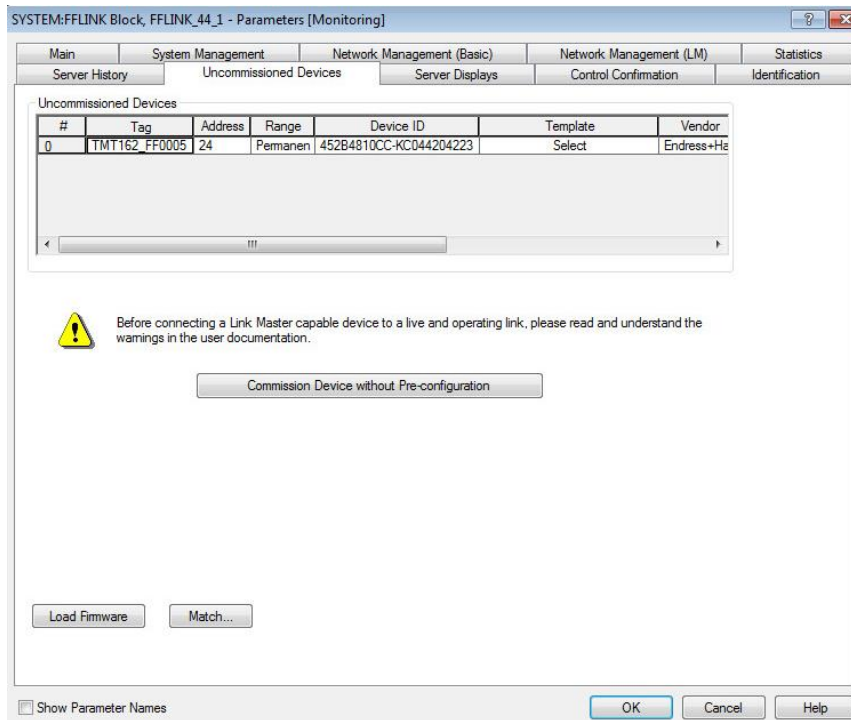 SYSTEM:FFLINK Block, FFLINK_44_1 - Parameters [Monitoring]
Main System Management Network Management (Basic) Network Management (LM) Statistics
Server History Uncommissioned Devices Server Displays Control Confirmation Identification
Uncommissioned Devices
# Tag Address Range Device ID Template Vendor
0 TMT162_FF0005 24 Permanen 452B4810CC-KC044204223 Select Endress+Ha
Before connecting a Link Master capable device to a live and operating link, please read and understand the
warnings in the user documentation.
Commission Device without Pre-configuration
Load Firmware Match...
Show Parameter Names OK Cancel Help